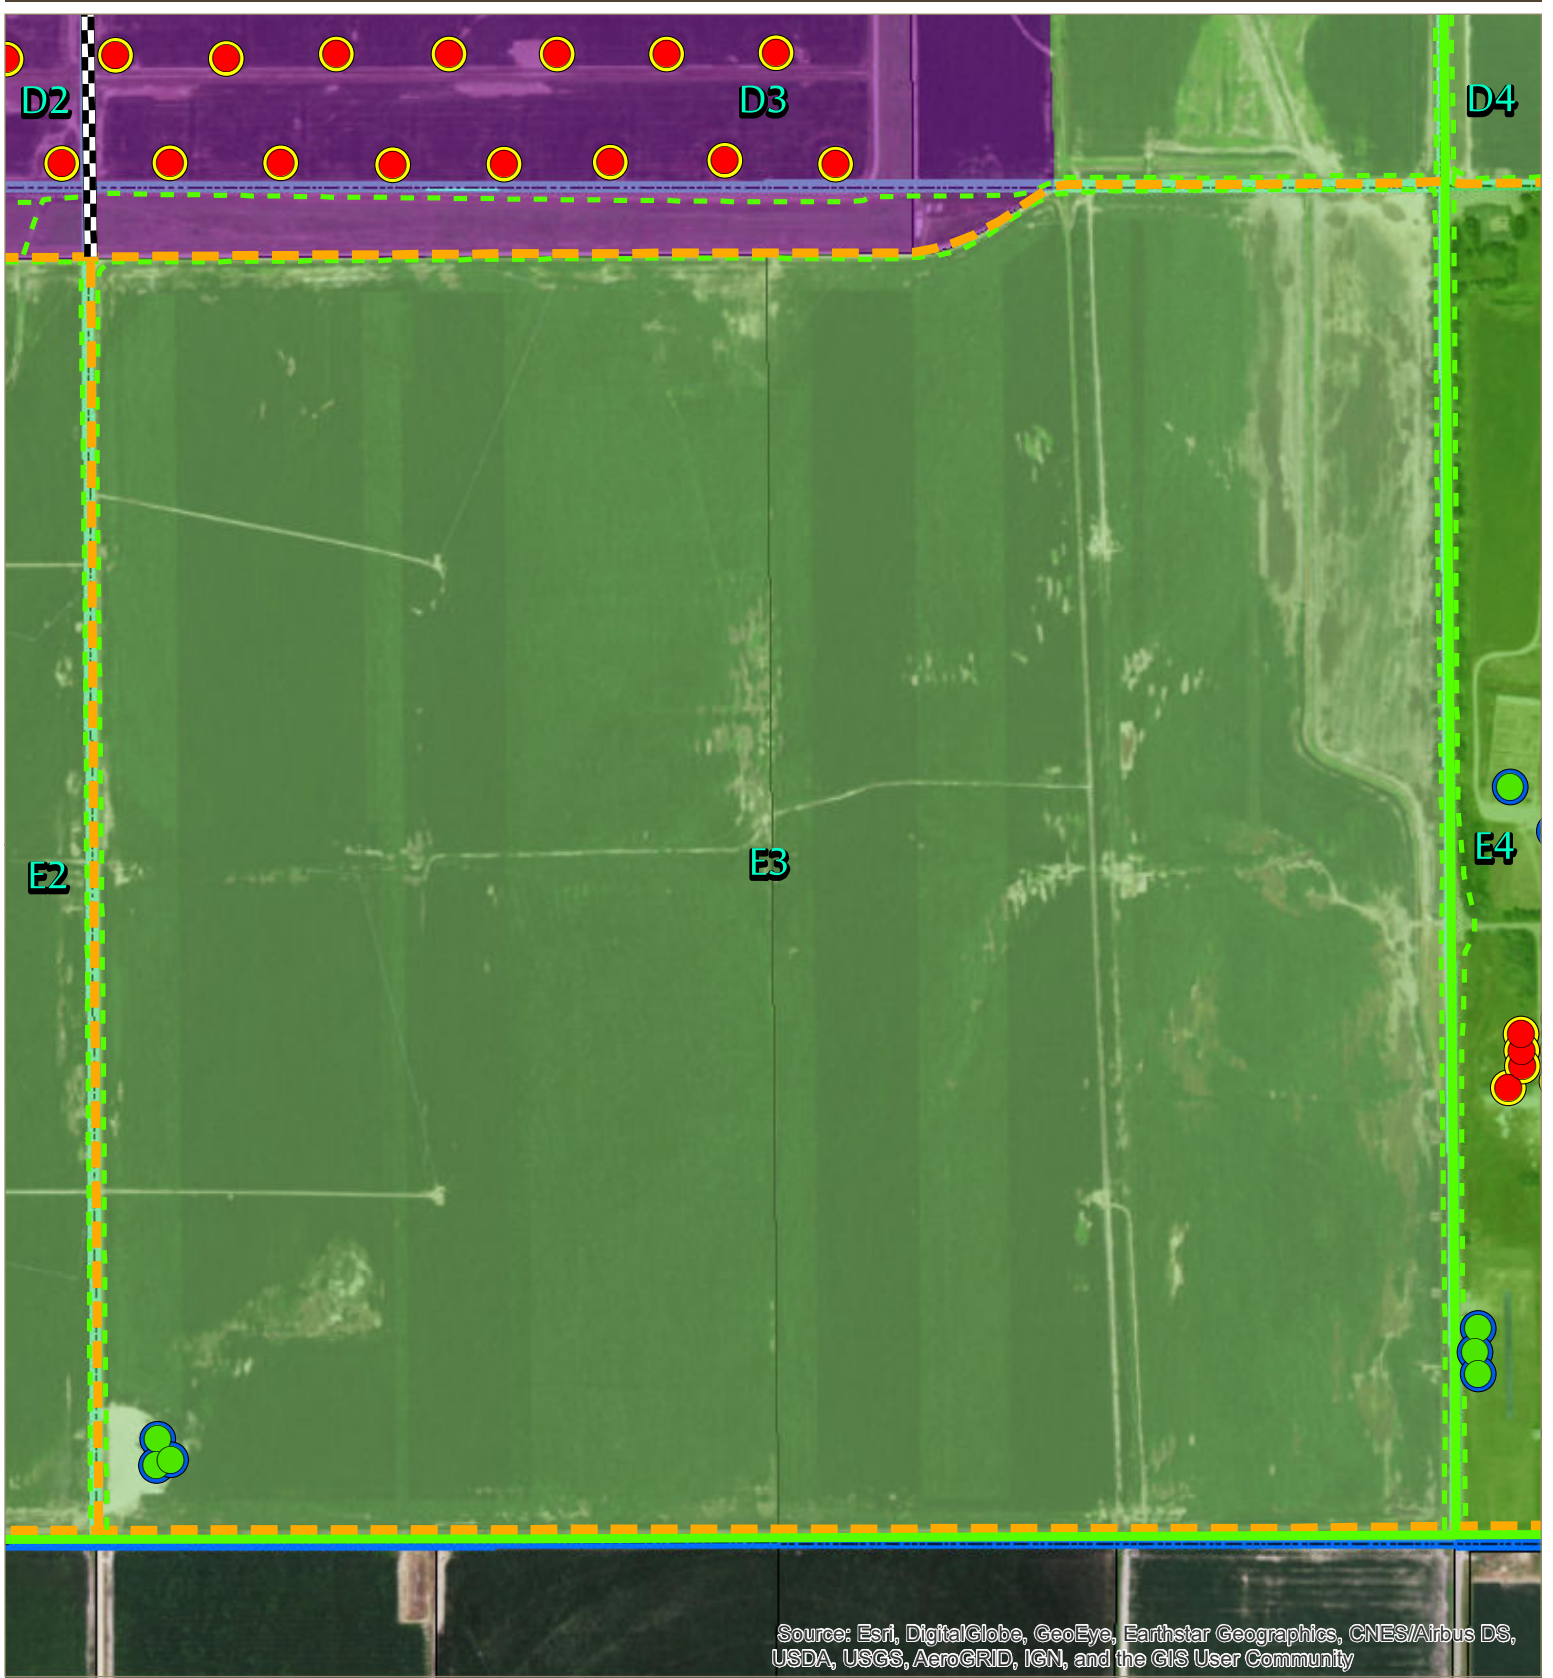 D2
D3
D4
E2
E3
E4
Source: Esri, DigitalGlobe, GeoEye, Earthstar Geographics, CNES/Airbus DS,
USDA, USGS, AeroGRID, IGN, and the GIS User Community